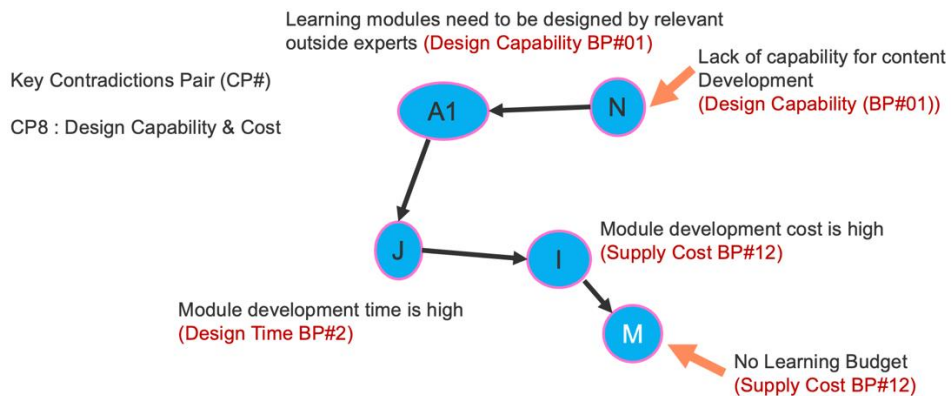 Learning modules need to be designed by relevant
outside experts (Design Capability BP#01)
Lack of capability for content
Development
(Design Capability (BP#01))
Key Contradictions Pair (CP#)
CP8 : Design Capability & Cost
A1
N
J
I
Module development cost is high
(Supply Cost BP#12)
Module development time is high
(Design Time BP#2)
M
No Learning Budget
(Supply Cost BP#12)